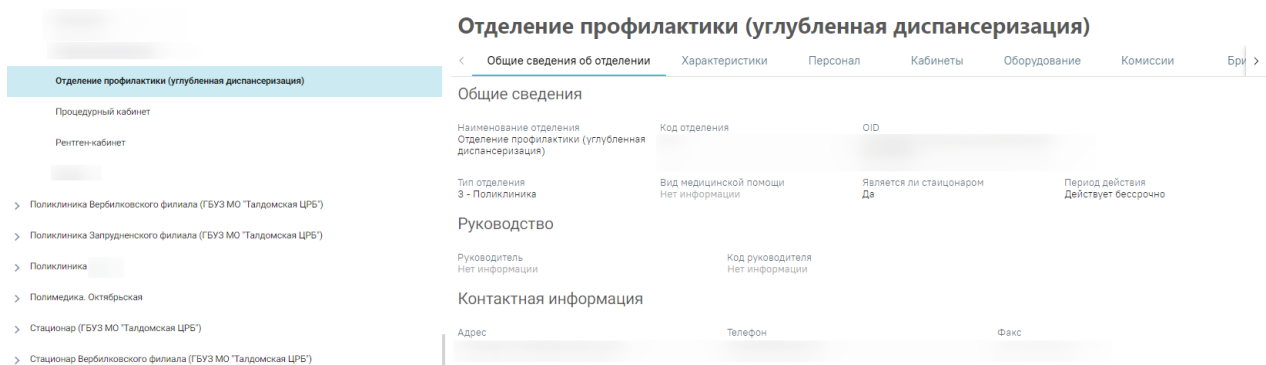 Отделение профилактики (углубленная диспансеризация)
Процедурный кабинет
Рентген-кабинет
Поликлиника Вербилковского филиала (ГБУЗ МО "Талдомская ЦРБ")
Поликлиника Запрудненского филиала (ГБУЗ МО "Талдомская ЦРБ")
Поликлиника
Полимедика. Октябрьская
Стационар (ГБУЗ МО "Талдомская ЦРБ")
Стационар Вербилковского филиала (ГБУЗ МО "Талдомская ЦРБ")
Отделение профилактики (углубленная диспансеризация)
Общие сведения об отделении Характеристики Персонал Кабинеты Оборудование Комиссии Бри
Общие сведения
Наименование отделения Код отделения OID
Отделение профилактики (углубленная
диспансеризация)
Тип отделения Вид медицинской помощи Является ли стаицонаром Период действия
3 - Поликлиника Нет информации Да Действует бессрочно
Руководство
Руководитель Код руководителя
Нет информации Нет информации
Контактная информация
Адрес Телефон Факс